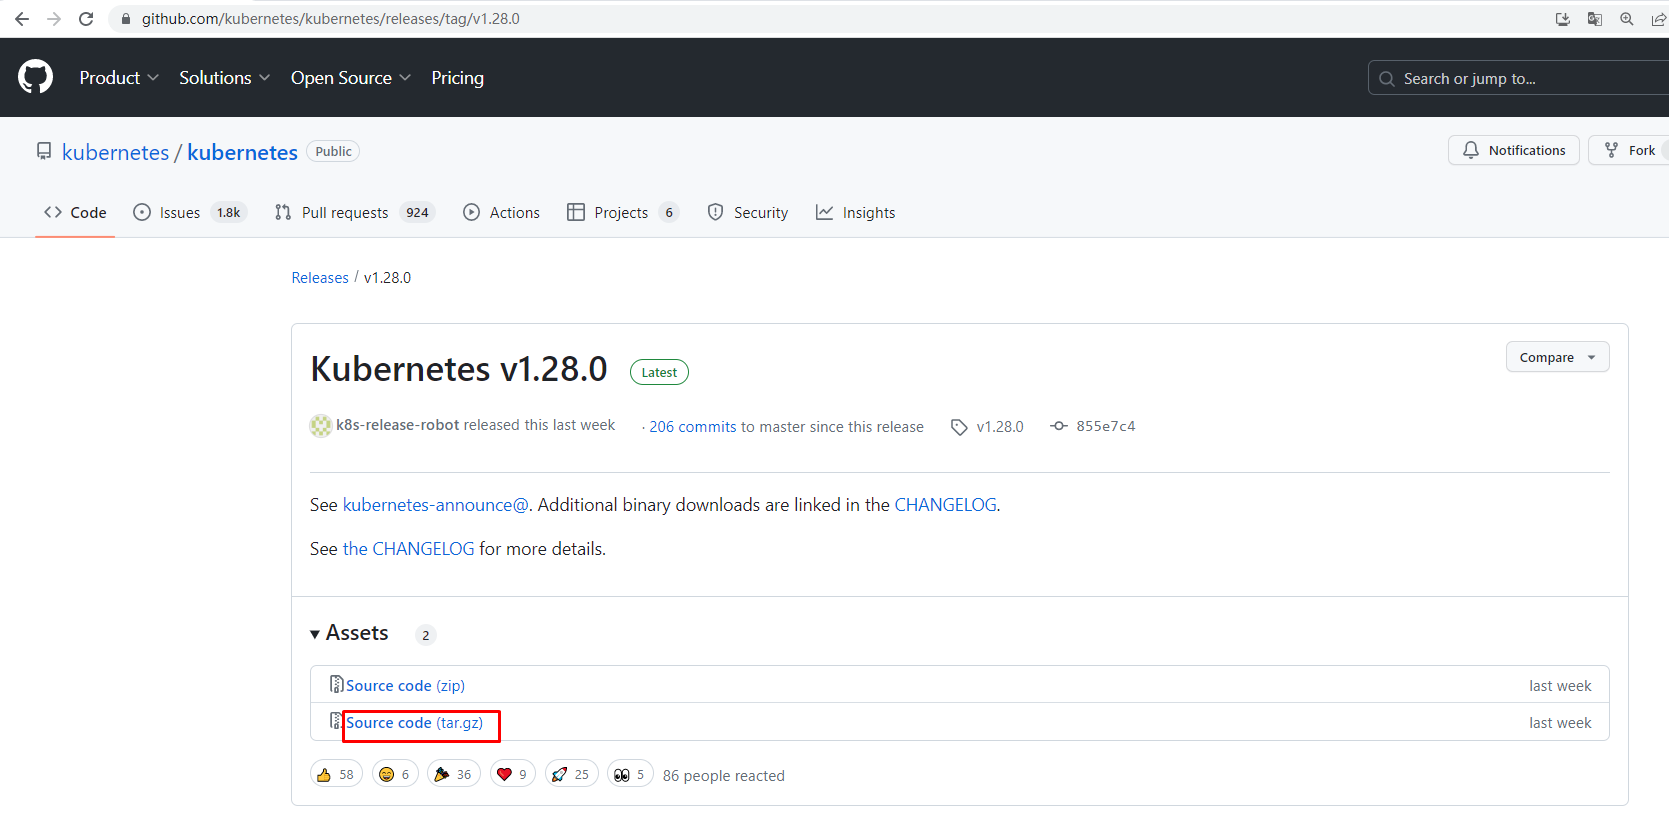 github.com/kubernetes/kubernetes/releases/tag/v1.28.0
Product Solutions Open Source Pricing Search or jump to...
kubernetes / kubernetes Public Notifications Fork
Code Issues 1.8k Pull requests 924 Actions Projects 6 Security Insights
Releases / v1.28.0
Kubernetes v1.28.0 Latest Compare
k8s-release-robot released this last week · 206 commits to master since this release v1.28.0 855e7c4
See kubernetes-announce@. Additional binary downloads are linked in the CHANGELOG.
See the CHANGELOG for more details.
Assets 2
Source code (zip) last week
Source code (tar.gz) last week
58 6 36 9 25 5 86 people reacted